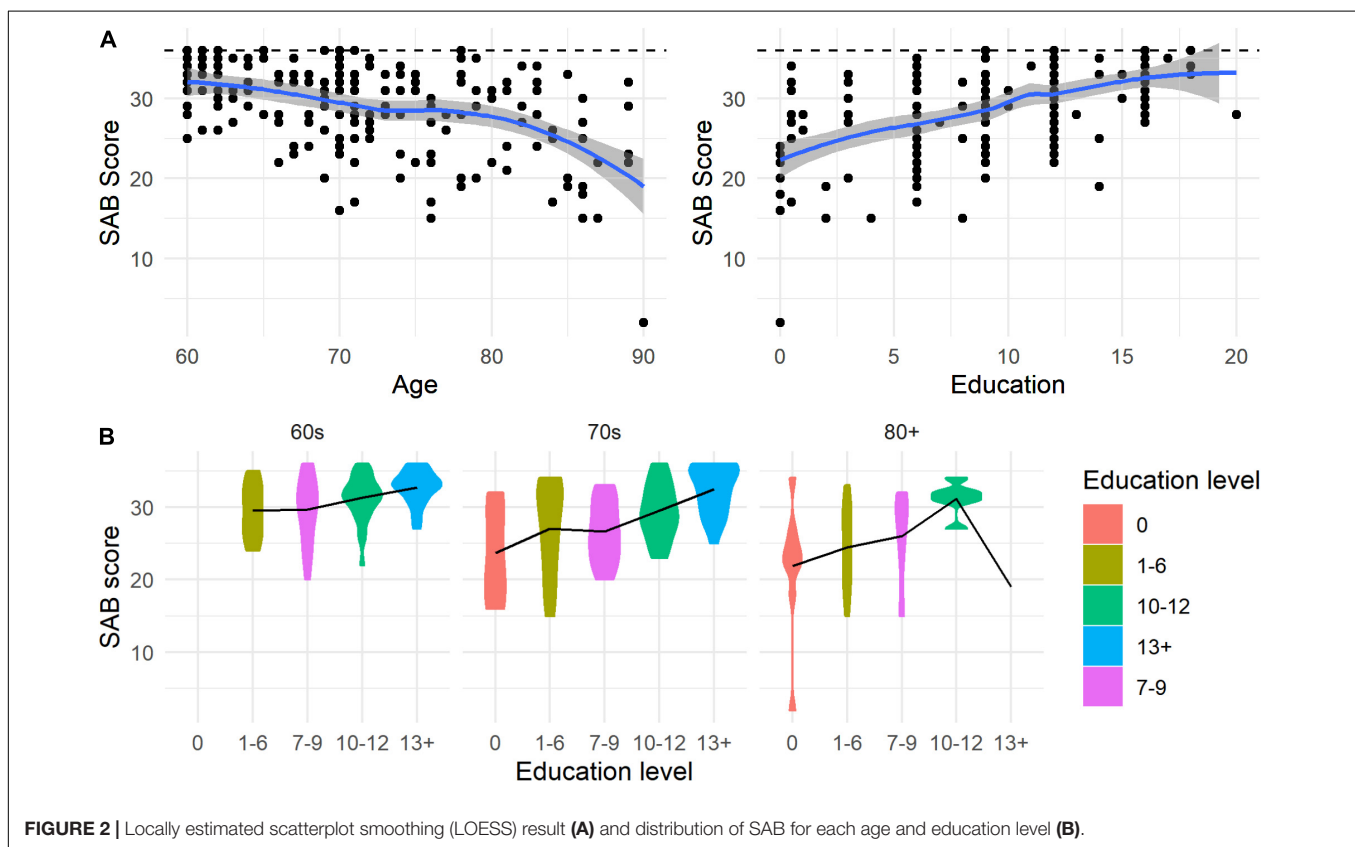 A
SAB Score
30
20
10
60
70
80
90
Age
SAB Score
30
20
10
0
5
10
15
20
Education
B
60s
70s
80+
SAB score
30
20
10
0 1-6 7-9 10-12 13+
0 1-6 7-9 10-12 13+
0 1-6 7-9 10-12 13+
Education level
Education level
0
1-6
10-12
13+
7-9
FIGURE 2 | Locally estimated scatterplot smoothing (LOESS) result (A) and distribution of SAB for each age and education level (B).